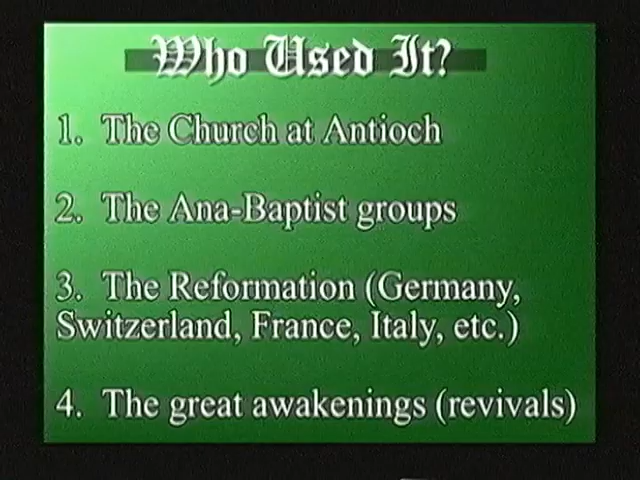 Who Used It?
1. The Church at Antioch
2. The Ana-Baptist groups
3. The Reformation (Germany,
Switzerland, France, Italy, etc.)
4. The great awakenings (revivals)